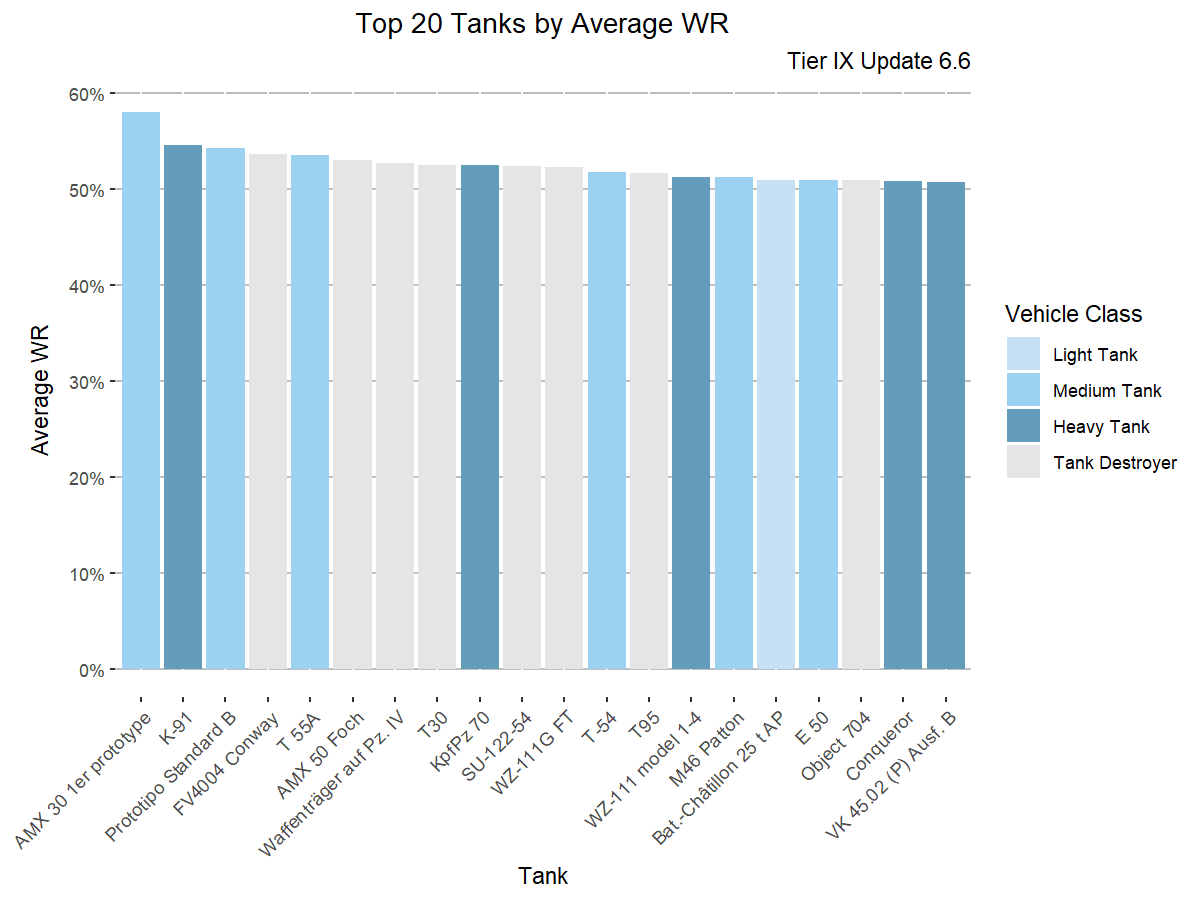 Top 20 Tanks by Average WR
Tier IX Update 6.6
60%
50%
40%
30%
20%
10%
0%
Average WR
AMX 30 1er prototype
K-91
Prototipo Standard B
FV4004 Conway
T 55A
AMX 50 Foch
Waffenträger auf Pz. IV
T30
KpfPz 70
SU-122-54
WZ-111G FT
T-54
T95
WZ-111 model 1-4
M46 Patton
Bat.-Châtillon 25 t AP
E 50
Object 704
Conqueror
VK 45.02 (P) Ausf. B
Tank
Vehicle Class
Light Tank
Medium Tank
Heavy Tank
Tank Destroyer